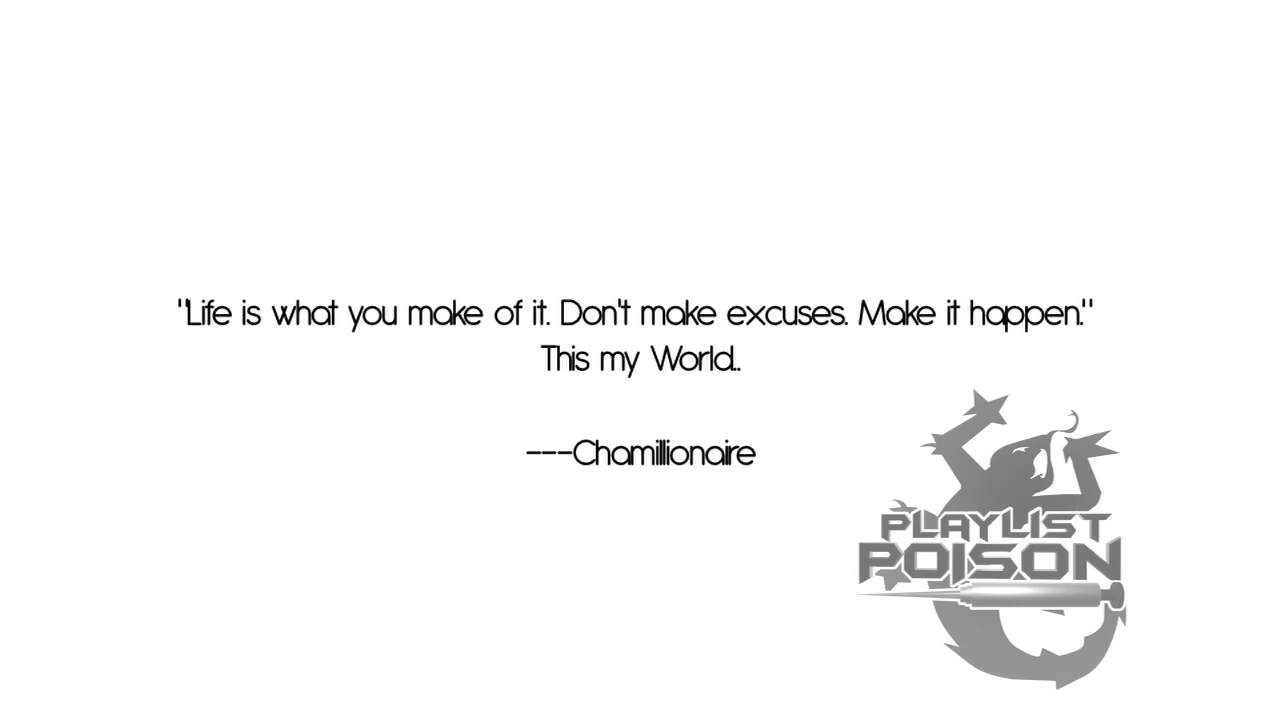 "Life is what you make of it. Don't make excuses. Make it happen."
This my World..
---Chamillionaire
PLAYLIST
POISON